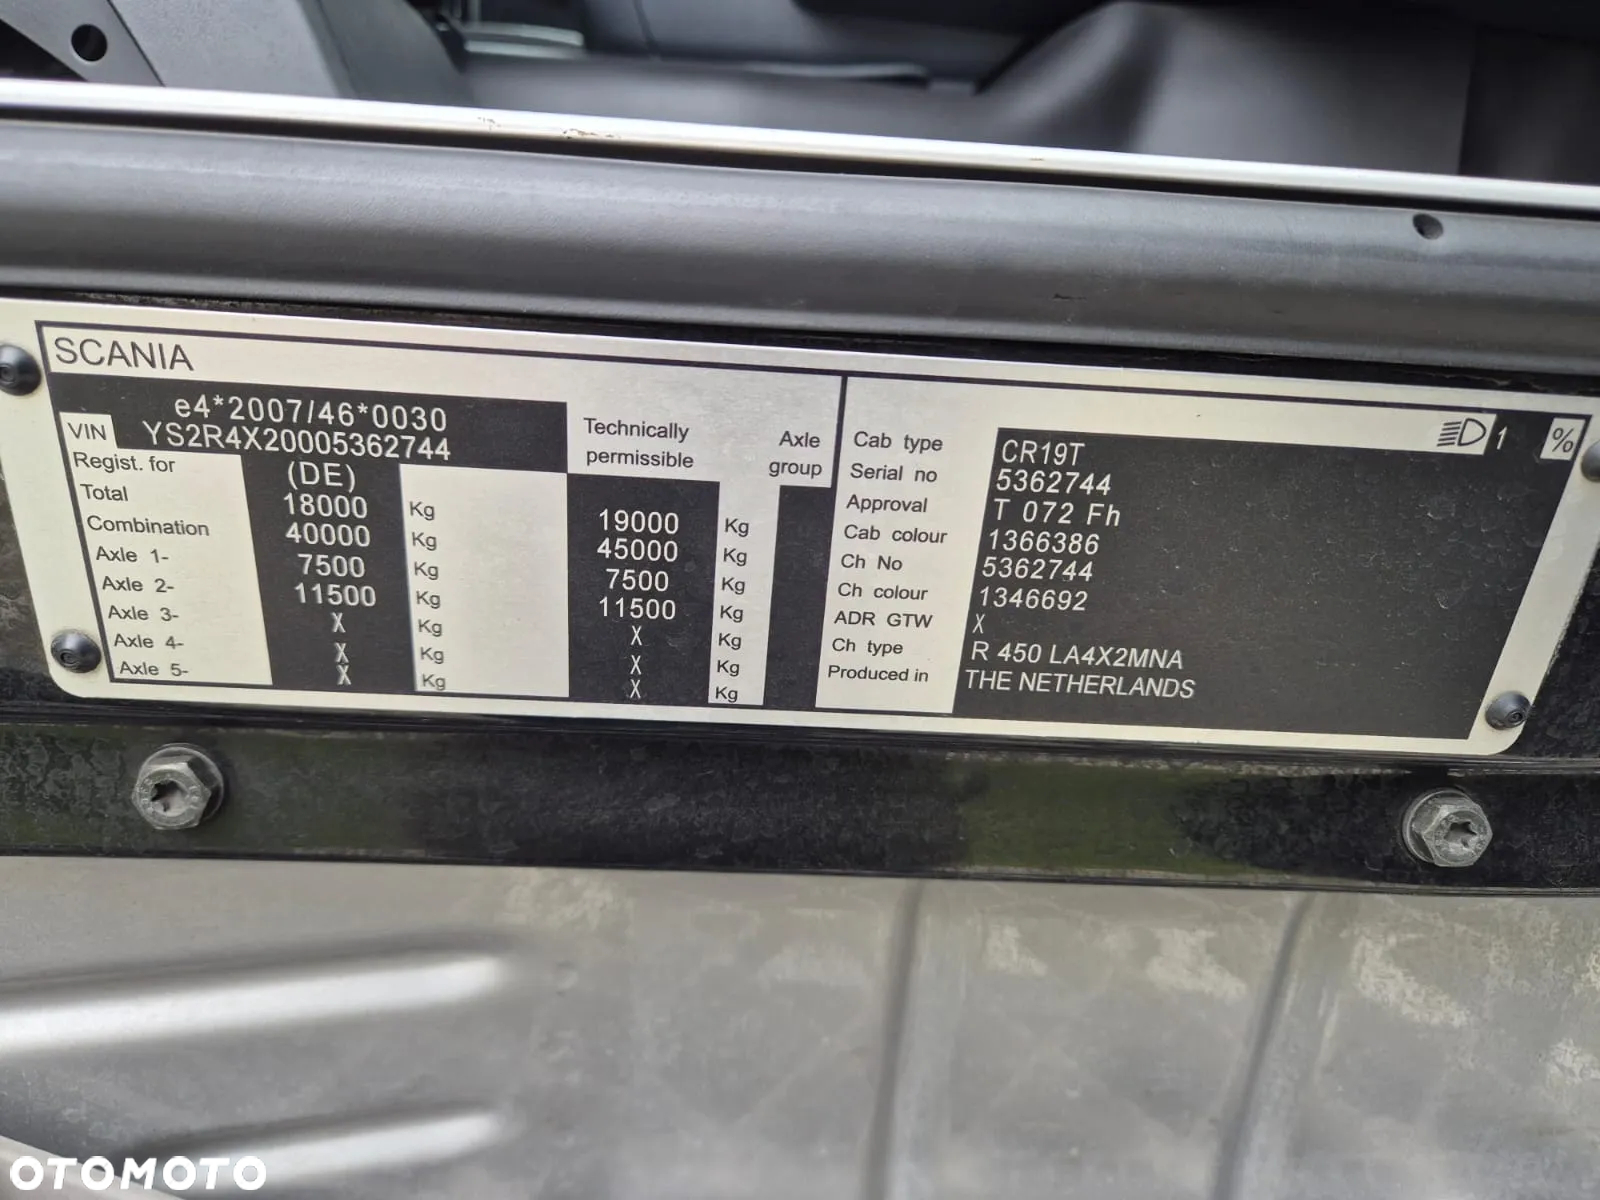 SCANIA
e4*2007/46*0030
VIN YS2R4X20005362744
Regist. for (DE)
Technically permissible
Axle group
Total 18000 Kg 19000 Kg
Combination 40000 Kg 45000 Kg
Axle 1- 7500 Kg 7500 Kg
Axle 2- 11500 Kg 11500 Kg
Axle 3- X Kg X Kg
Axle 4- X Kg X Kg
Axle 5- X Kg X Kg
1 %
Cab type CR19T
Serial no 5362744
Approval T 072 Fh
Cab colour 1366386
Ch No 5362744
Ch colour 1346692
ADR GTW X
Ch type R 450 LA4X2MNA
Produced in THE NETHERLANDS
OTOMOTO